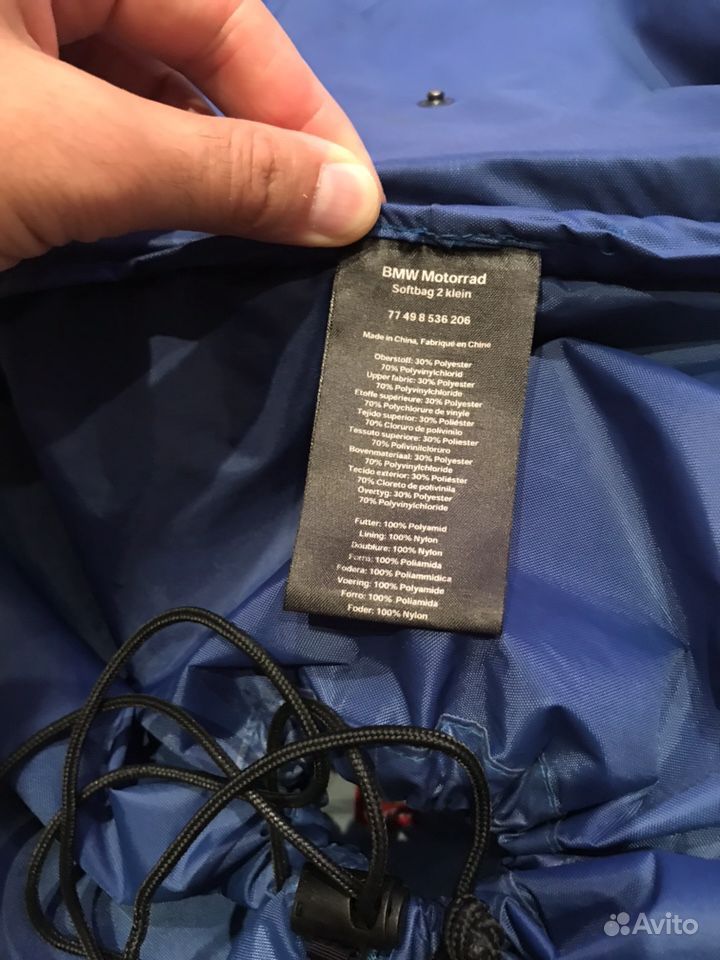 BMW Motorrad
Softbag 2 klein
77 49 8 536 206
Made in China, Fabriqué en Chine
Oberstoff: 30% Polyester
70% Polyvinylchlorid
Upper fabric: 30% Polyester
70% Polyvinylchloride
Etoffe supérieure: 30% Polyester
70% Polychlorure de vinyle
Tejido superior: 30% Poliéster
70% Cloruro de polivinilo
Tessuto superiore: 30% Poliestere
70% Polivinilcloruro
Bovenmateriaal: 30% Polyester
70% Polyvinylchloride
Tecido exterior: 30% Poliéster
70% Cloreto de polivinila
Övertyg: 30% Polyester
70% Polyvinylchloride
Futter: 100% Polyamid
Lining: 100% Nylon
Doublure: 100% Nylon
Forro: 100% Poliamida
Fodera: 100% Poliammidica
Voering: 100% Polyamide
Forro: 100% Poliamida
Foder: 100% Nylon
Avito